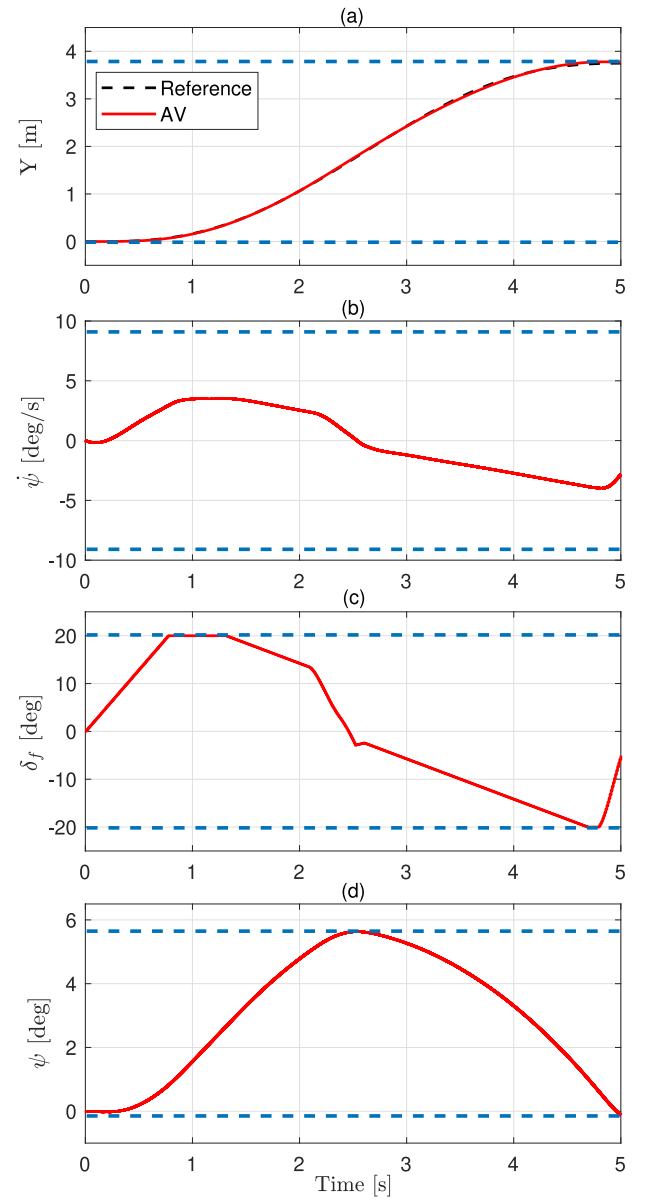 (a)
4
3
2
1
0
Y [m]
Reference
AV
0 1 2 3 4 5
(b)
10
5
0
-5
-10
ψ̇ [deg/s]
0 1 2 3 4 5
(c)
20
10
0
-10
-20
δ_f [deg]
0 1 2 3 4 5
(d)
6
4
2
0
ψ [deg]
0 1 2 3 4 5
Time [s]